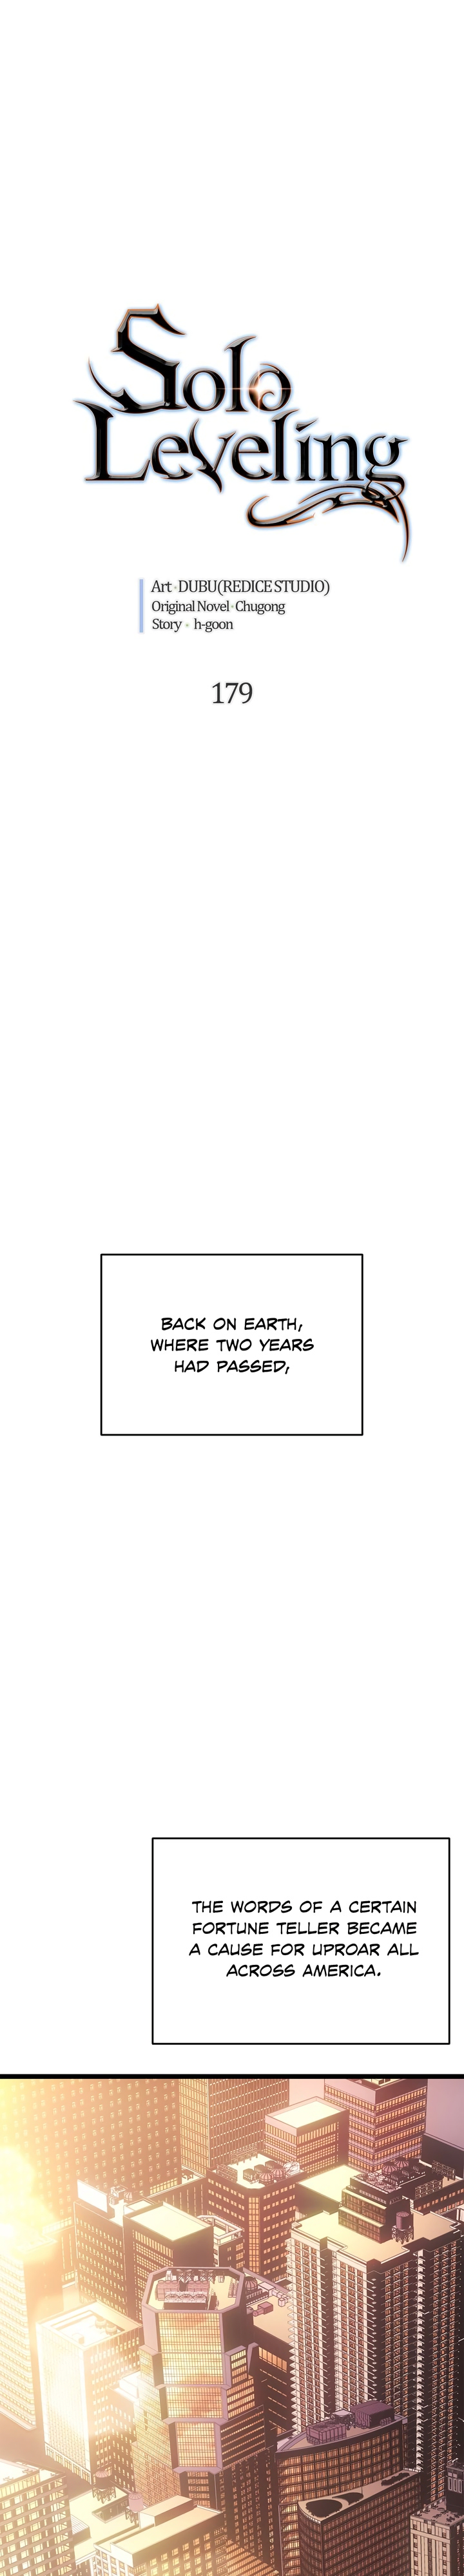 Solo
Leveling
Art • DUBU(REDICE STUDIO)
Original Novel • Chugong
Story • h-goon
179
BACK ON EARTH,
WHERE TWO YEARS
HAD PASSED,
THE WORDS OF A CERTAIN
FORTUNE TELLER BECAME
A CAUSE FOR UPROAR ALL
ACROSS AMERICA.